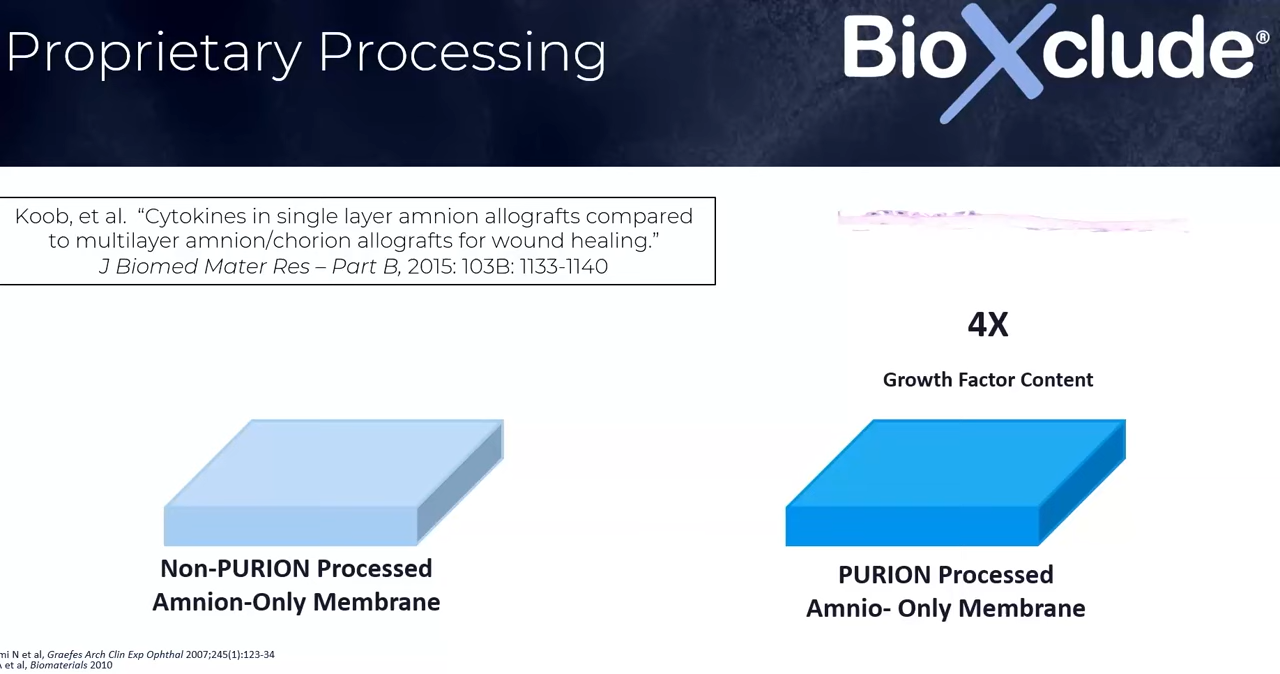 Proprietary Processing
BioXclude®
Koob, et al. “Cytokines in single layer amnion allografts compared
to multilayer amnion/chorion allografts for wound healing.”
J Biomed Mater Res – Part B, 2015: 103B: 1133-1140
4X
Growth Factor Content
Non-PURION Processed
Amnion-Only Membrane
PURION Processed
Amnio- Only Membrane
N et al, Graefes Arch Clin Exp Ophthal 2007;245(1):123-34
et al, Biomaterials 2010